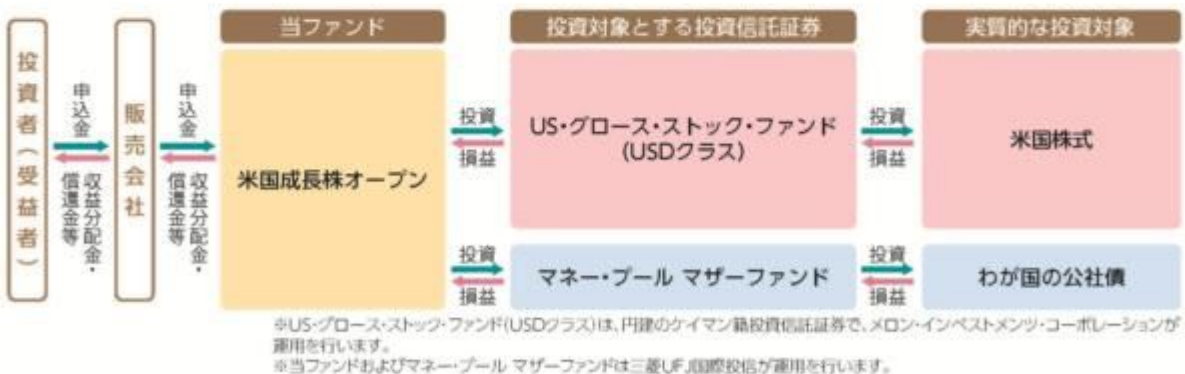 当ファンド
投資対象とする投資信託証券
実質的な投資対象
投資者(受益者)
申込金
収益分配金・
償還金等
販売会社
申込金
収益分配金・
償還金等
米国成長株オープン
投資
損益
US・グロース・ストック・ファンド
(USDクラス)
投資
損益
米国株式
投資
損益
マネー・プール マザーファンド
投資
損益
わが国の公社債
※US・グロース・ストック・ファンド(USDクラス)は、円建のケイマン籍投資信託証券で、メロン・インベストメンツ・コーポレーションが
運用を行います。
※当ファンドおよびマネー・プール マザーファンドは三菱UFJ国際投信が運用を行います。